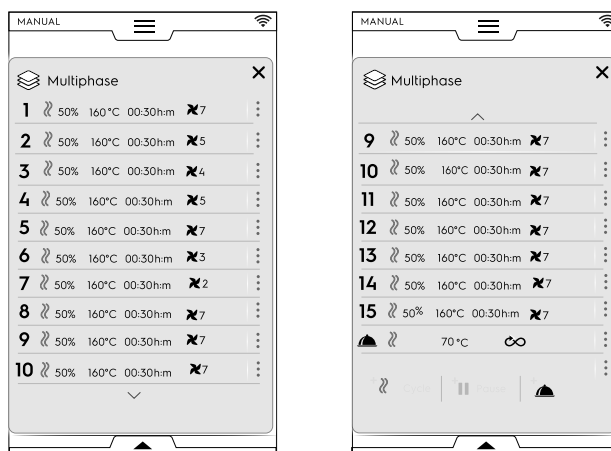 MANUAL
Multiphase
1 50% 160°C 00:30h:m 7
2 50% 160°C 00:30h:m 5
3 50% 160°C 00:30h:m 4
4 50% 160°C 00:30h:m 5
5 50% 160°C 00:30h:m 7
6 50% 160°C 00:30h:m 3
7 50% 160°C 00:30h:m 2
8 50% 160°C 00:30h:m 7
9 50% 160°C 00:30h:m 7
10 50% 160°C 00:30h:m 7
MANUAL
Multiphase
9 50% 160°C 00:30h:m 7
10 50% 160°C 00:30h:m 7
11 50% 160°C 00:30h:m 7
12 50% 160°C 00:30h:m 7
13 50% 160°C 00:30h:m 7
14 50% 160°C 00:30h:m 7
15 50% 160°C 00:30h:m 7
70 °C
Cycle Pause